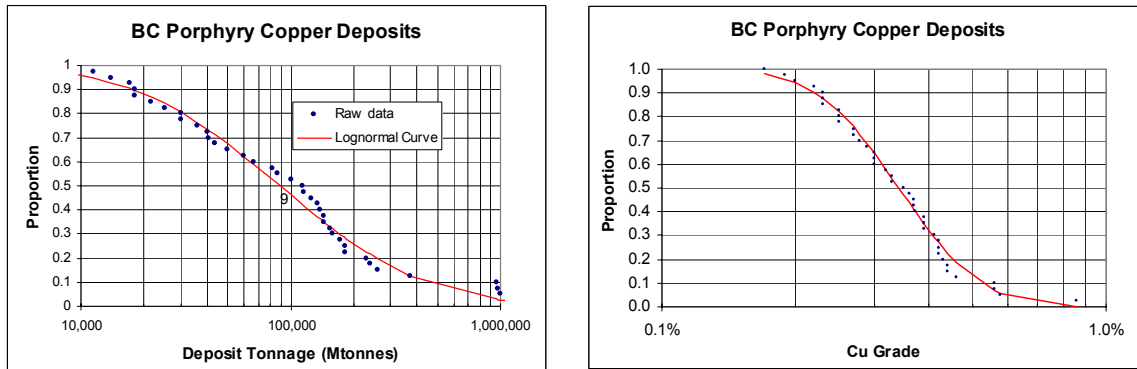 BC Porphyry Copper Deposits
Proportion
1
0.9
0.8
0.7
0.6
0.5
0.4
0.3
0.2
0.1
0
Raw data
Lognormal Curve
9
10,000 100,000 1,000,000
Deposit Tonnage (Mtonnes)
BC Porphyry Copper Deposits
Proportion
1.0
0.9
0.8
0.7
0.6
0.5
0.4
0.3
0.2
0.1
0.0
0.1% 1.0%
Cu Grade